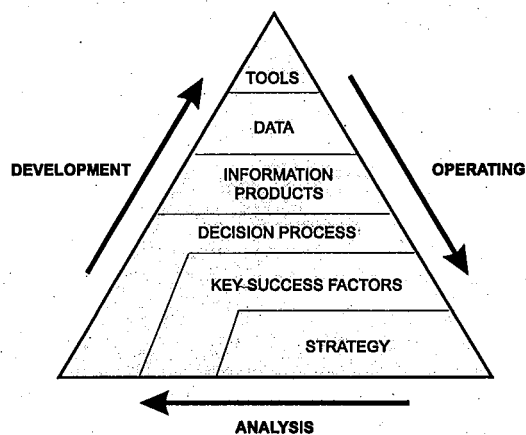 TOOLS
DATA
DEVELOPMENT
OPERATING
INFORMATION
PRODUCTS
DECISION PROCESS
KEY SUCCESS FACTORS
STRATEGY
ANALYSIS